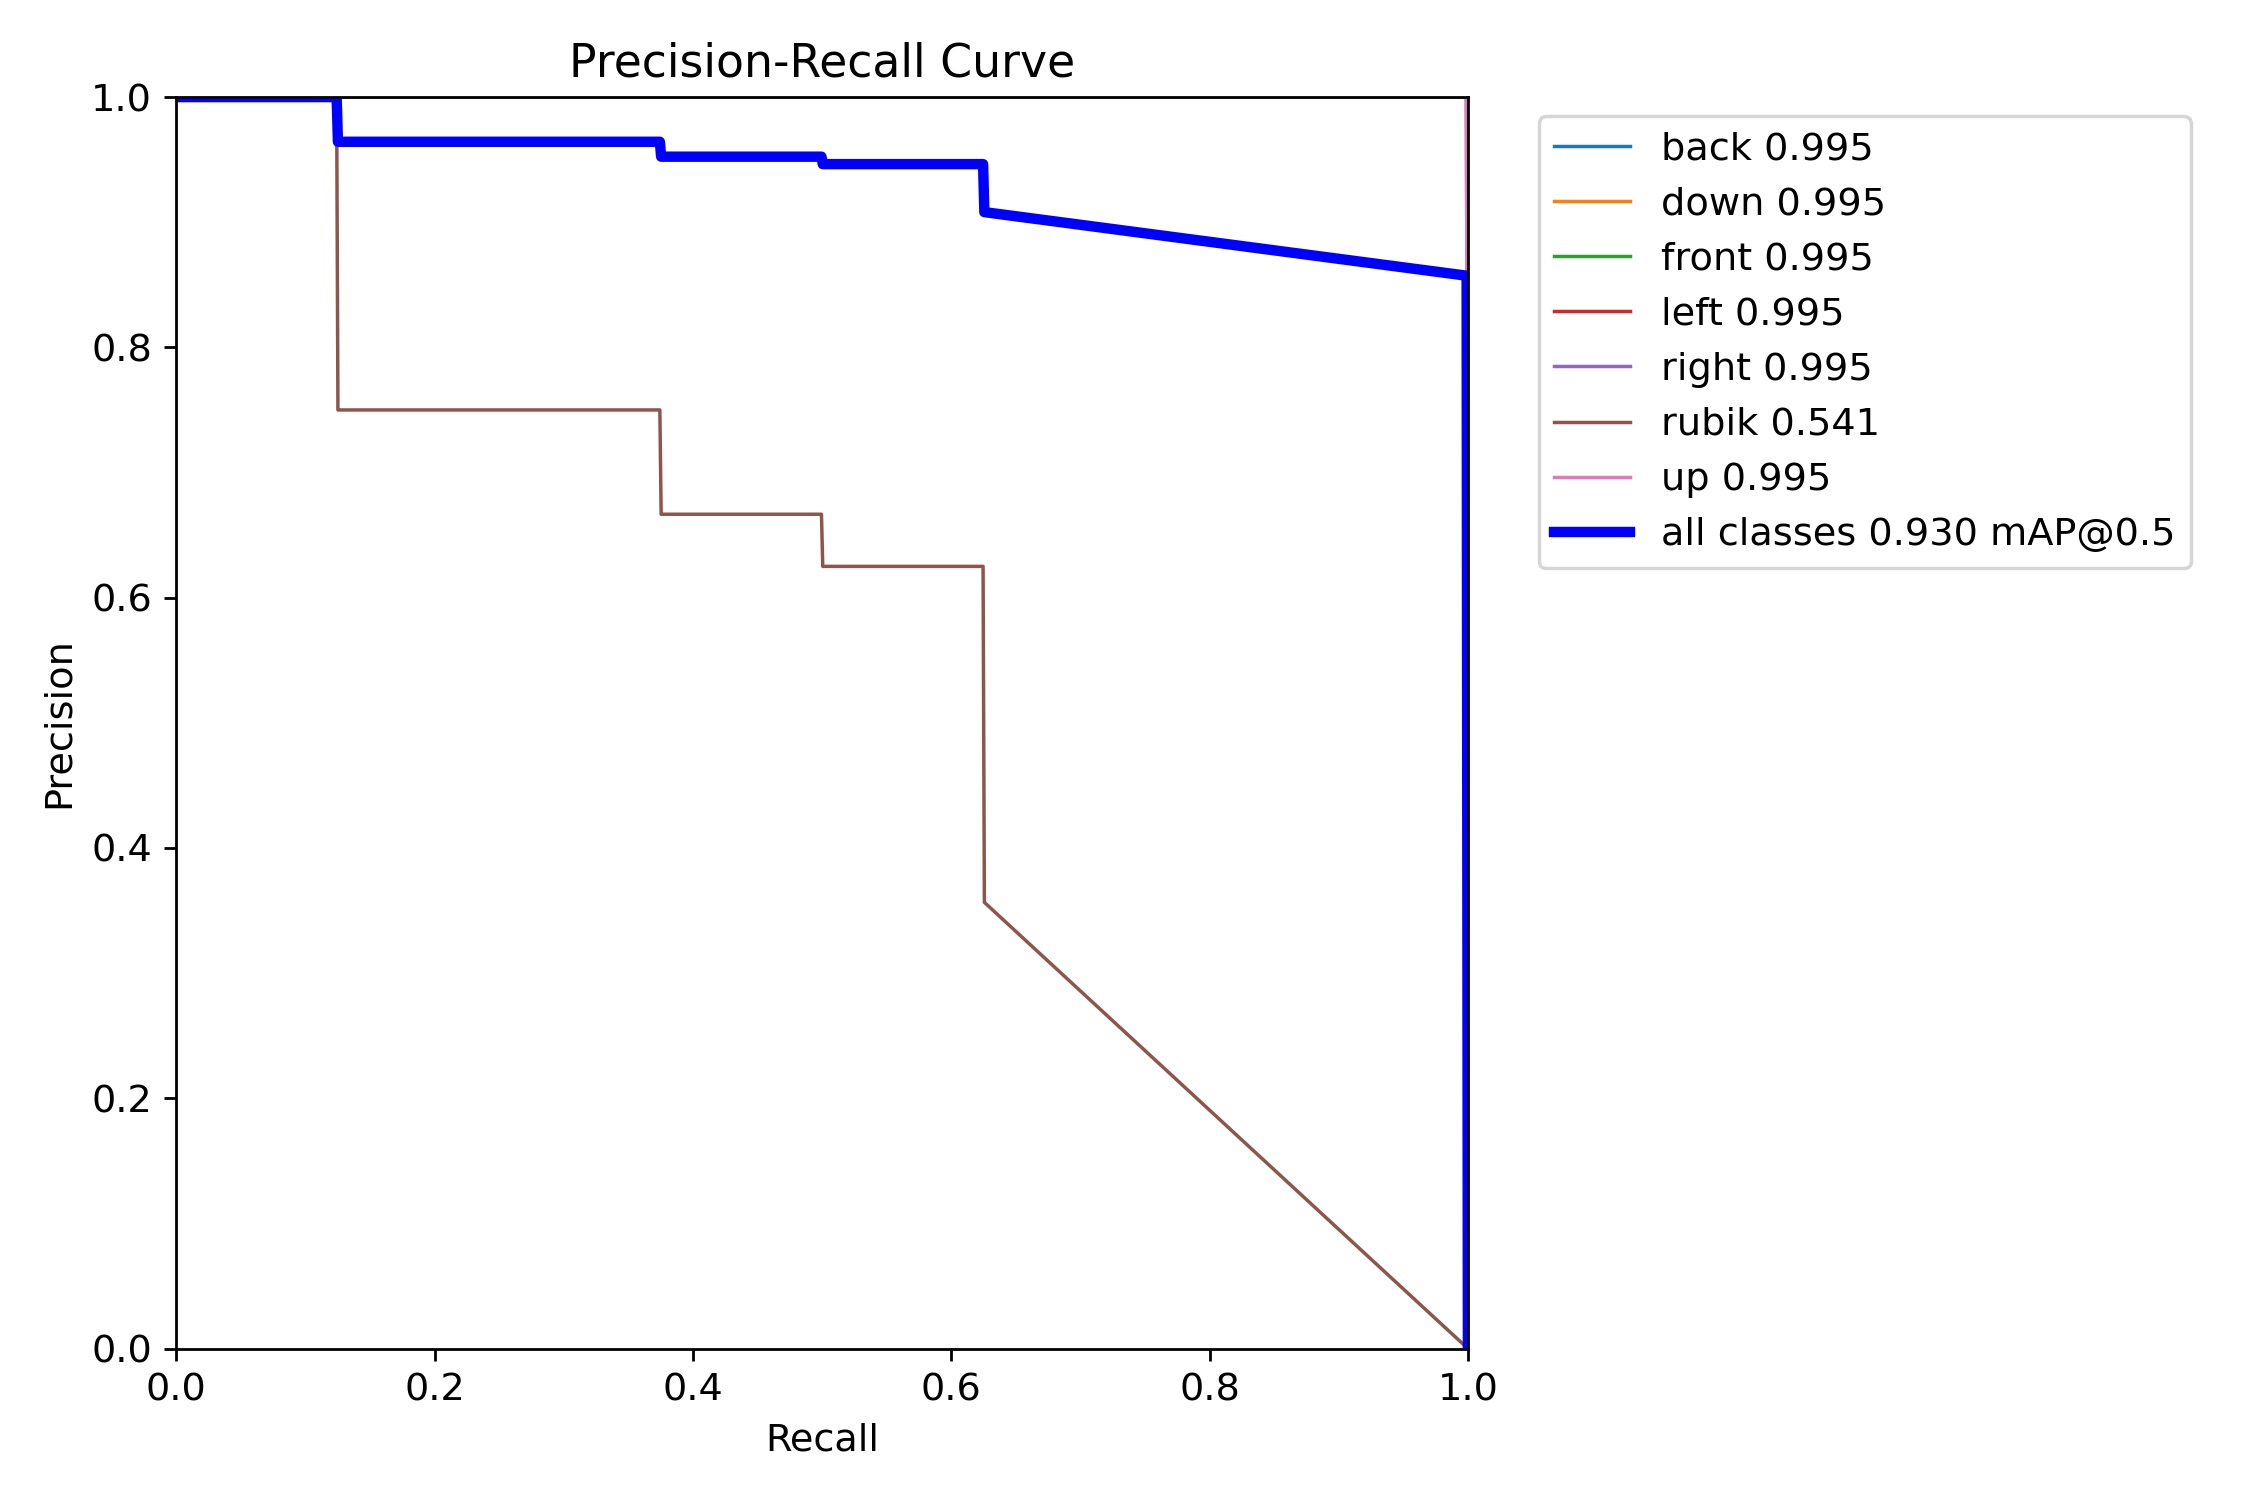 Precision-Recall Curve
1.0
0.8
0.6
0.4
0.2
0.0
Precision
0.0 0.2 0.4 0.6 0.8 1.0
Recall
back 0.995
down 0.995
front 0.995
left 0.995
right 0.995
rubik 0.541
up 0.995
all classes 0.930 mAP@0.5